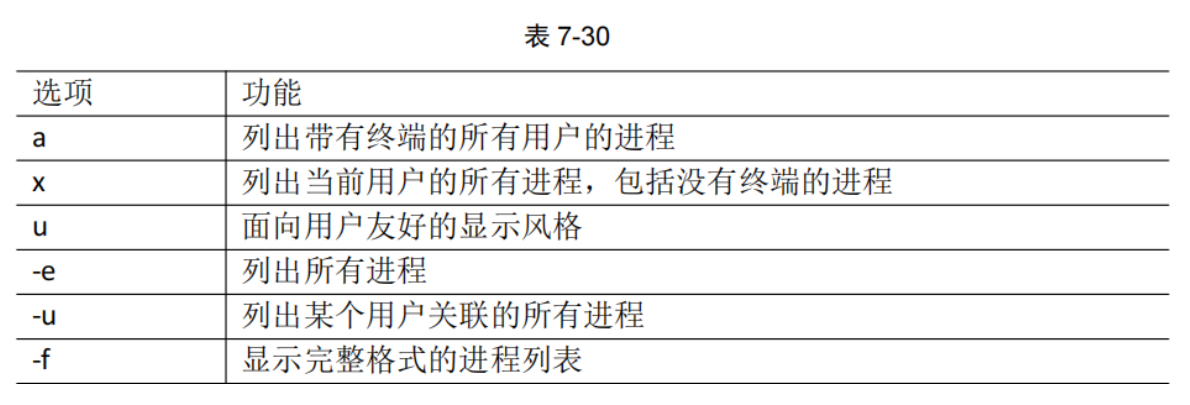 表 7-30
选项 功能
a 列出带有终端的所有用户的进程
x 列出当前用户的所有进程，包括没有终端的进程
u 面向用户友好的显示风格
-e 列出所有进程
-u 列出某个用户关联的所有进程
-f 显示完整格式的进程列表